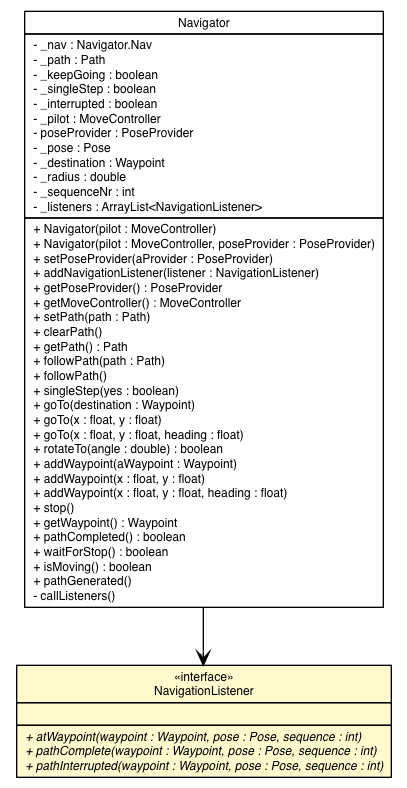 Navigator
- _nav : Navigator.Nav
- _path : Path
- _keepGoing : boolean
- _singleStep : boolean
- _interrupted : boolean
- _pilot : MoveController
- poseProvider : PoseProvider
- _pose : Pose
- _destination : Waypoint
- _radius : double
- _sequenceNr : int
- _listeners : ArrayList<NavigationListener>
+ Navigator(pilot : MoveController)
+ Navigator(pilot : MoveController, poseProvider : PoseProvider)
+ setPoseProvider(aProvider : PoseProvider)
+ addNavigationListener(listener : NavigationListener)
+ getPoseProvider() : PoseProvider
+ getMoveController() : MoveController
+ setPath(path : Path)
+ clearPath()
+ getPath() : Path
+ followPath(path : Path)
+ followPath()
+ singleStep(yes : boolean)
+ goTo(destination : Waypoint)
+ goTo(x : float, y : float)
+ goTo(x : float, y : float, heading : float)
+ rotateTo(angle : double) : boolean
+ addWaypoint(aWaypoint : Waypoint)
+ addWaypoint(x : float, y : float)
+ addWaypoint(x : float, y : float, heading : float)
+ stop()
+ getWaypoint() : Waypoint
+ pathCompleted() : boolean
+ waitForStop() : boolean
+ isMoving() : boolean
+ pathGenerated()
- callListeners()
«interface»
NavigationListener
+ atWaypoint(waypoint : Waypoint, pose : Pose, sequence : int)
+ pathComplete(waypoint : Waypoint, pose : Pose, sequence : int)
+ pathInterrupted(waypoint : Waypoint, pose : Pose, sequence : int)